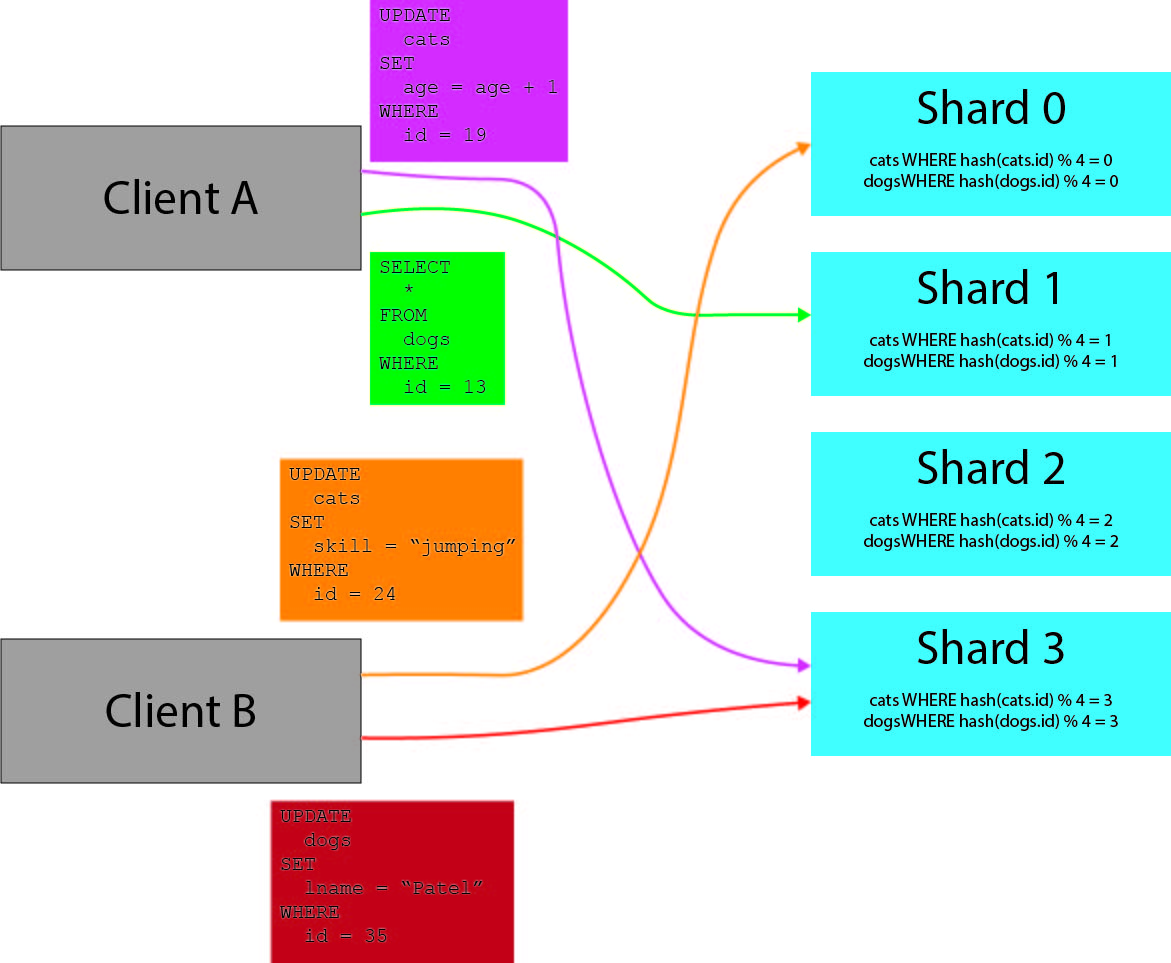 UPDATE
cats
SET
age = age + 1
WHERE
id = 19
Client A
SELECT
*
FROM
dogs
WHERE
id = 13
UPDATE
cats
SET
skill = “jumping”
WHERE
id = 24
Client B
UPDATE
dogs
SET
lname = “Patel”
WHERE
id = 35
Shard 0
cats WHERE hash(cats.id) % 4 = 0
dogsWHERE hash(dogs.id) % 4 = 0
Shard 1
cats WHERE hash(cats.id) % 4 = 1
dogsWHERE hash(dogs.id) % 4 = 1
Shard 2
cats WHERE hash(cats.id) % 4 = 2
dogsWHERE hash(dogs.id) % 4 = 2
Shard 3
cats WHERE hash(cats.id) % 4 = 3
dogsWHERE hash(dogs.id) % 4 = 3